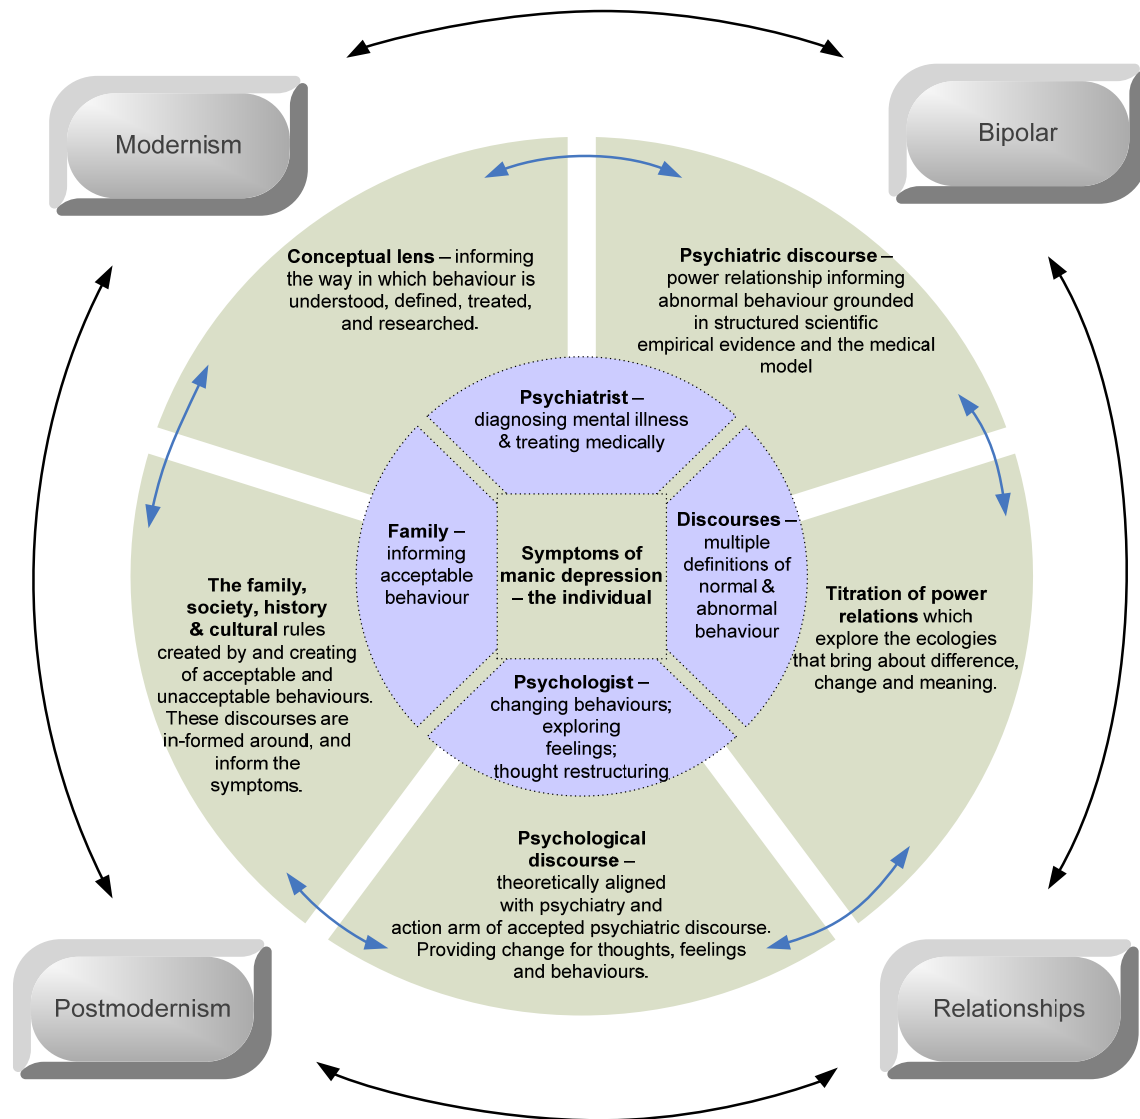 Modernism
Bipolar
Conceptual lens – informing
the way in which behaviour is
understood, defined, treated,
and researched.
Psychiatric discourse –
power relationship informing
abnormal behaviour grounded
in structured scientific
empirical evidence and the medical
model
Psychiatrist –
diagnosing mental illness
& treating medically
Family –
informing
acceptable
behaviour
Symptoms of
manic depression
– the individual
Discourses –
multiple
definitions of
normal &
abnormal
behaviour
The family,
society, history
& cultural rules
created by and creating
of acceptable and
unacceptable behaviours.
These discourses are
in-formed around, and
inform the
symptoms.
Titration of power
relations which
explore the ecologies
that bring about difference,
change and meaning.
Psychologist –
changing behaviours;
exploring
feelings;
thought restructuring
Psychological
discourse –
theoretically aligned
with psychiatry and
action arm of accepted psychiatric discourse.
Providing change for thoughts, feelings
and behaviours.
Postmodernism
Relationships